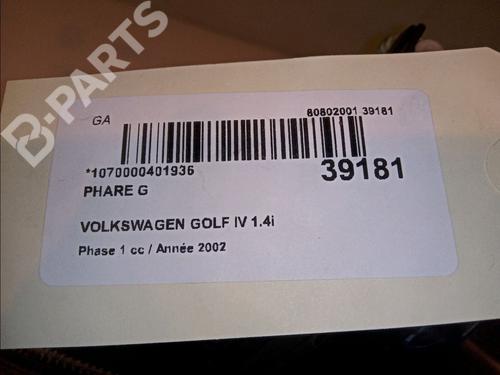 B-PARTS
GA
80802001 39181
*1070000401936
39181
PHARE G
VOLKSWAGEN GOLF IV 1.4i
Phase 1 cc / Année 2002